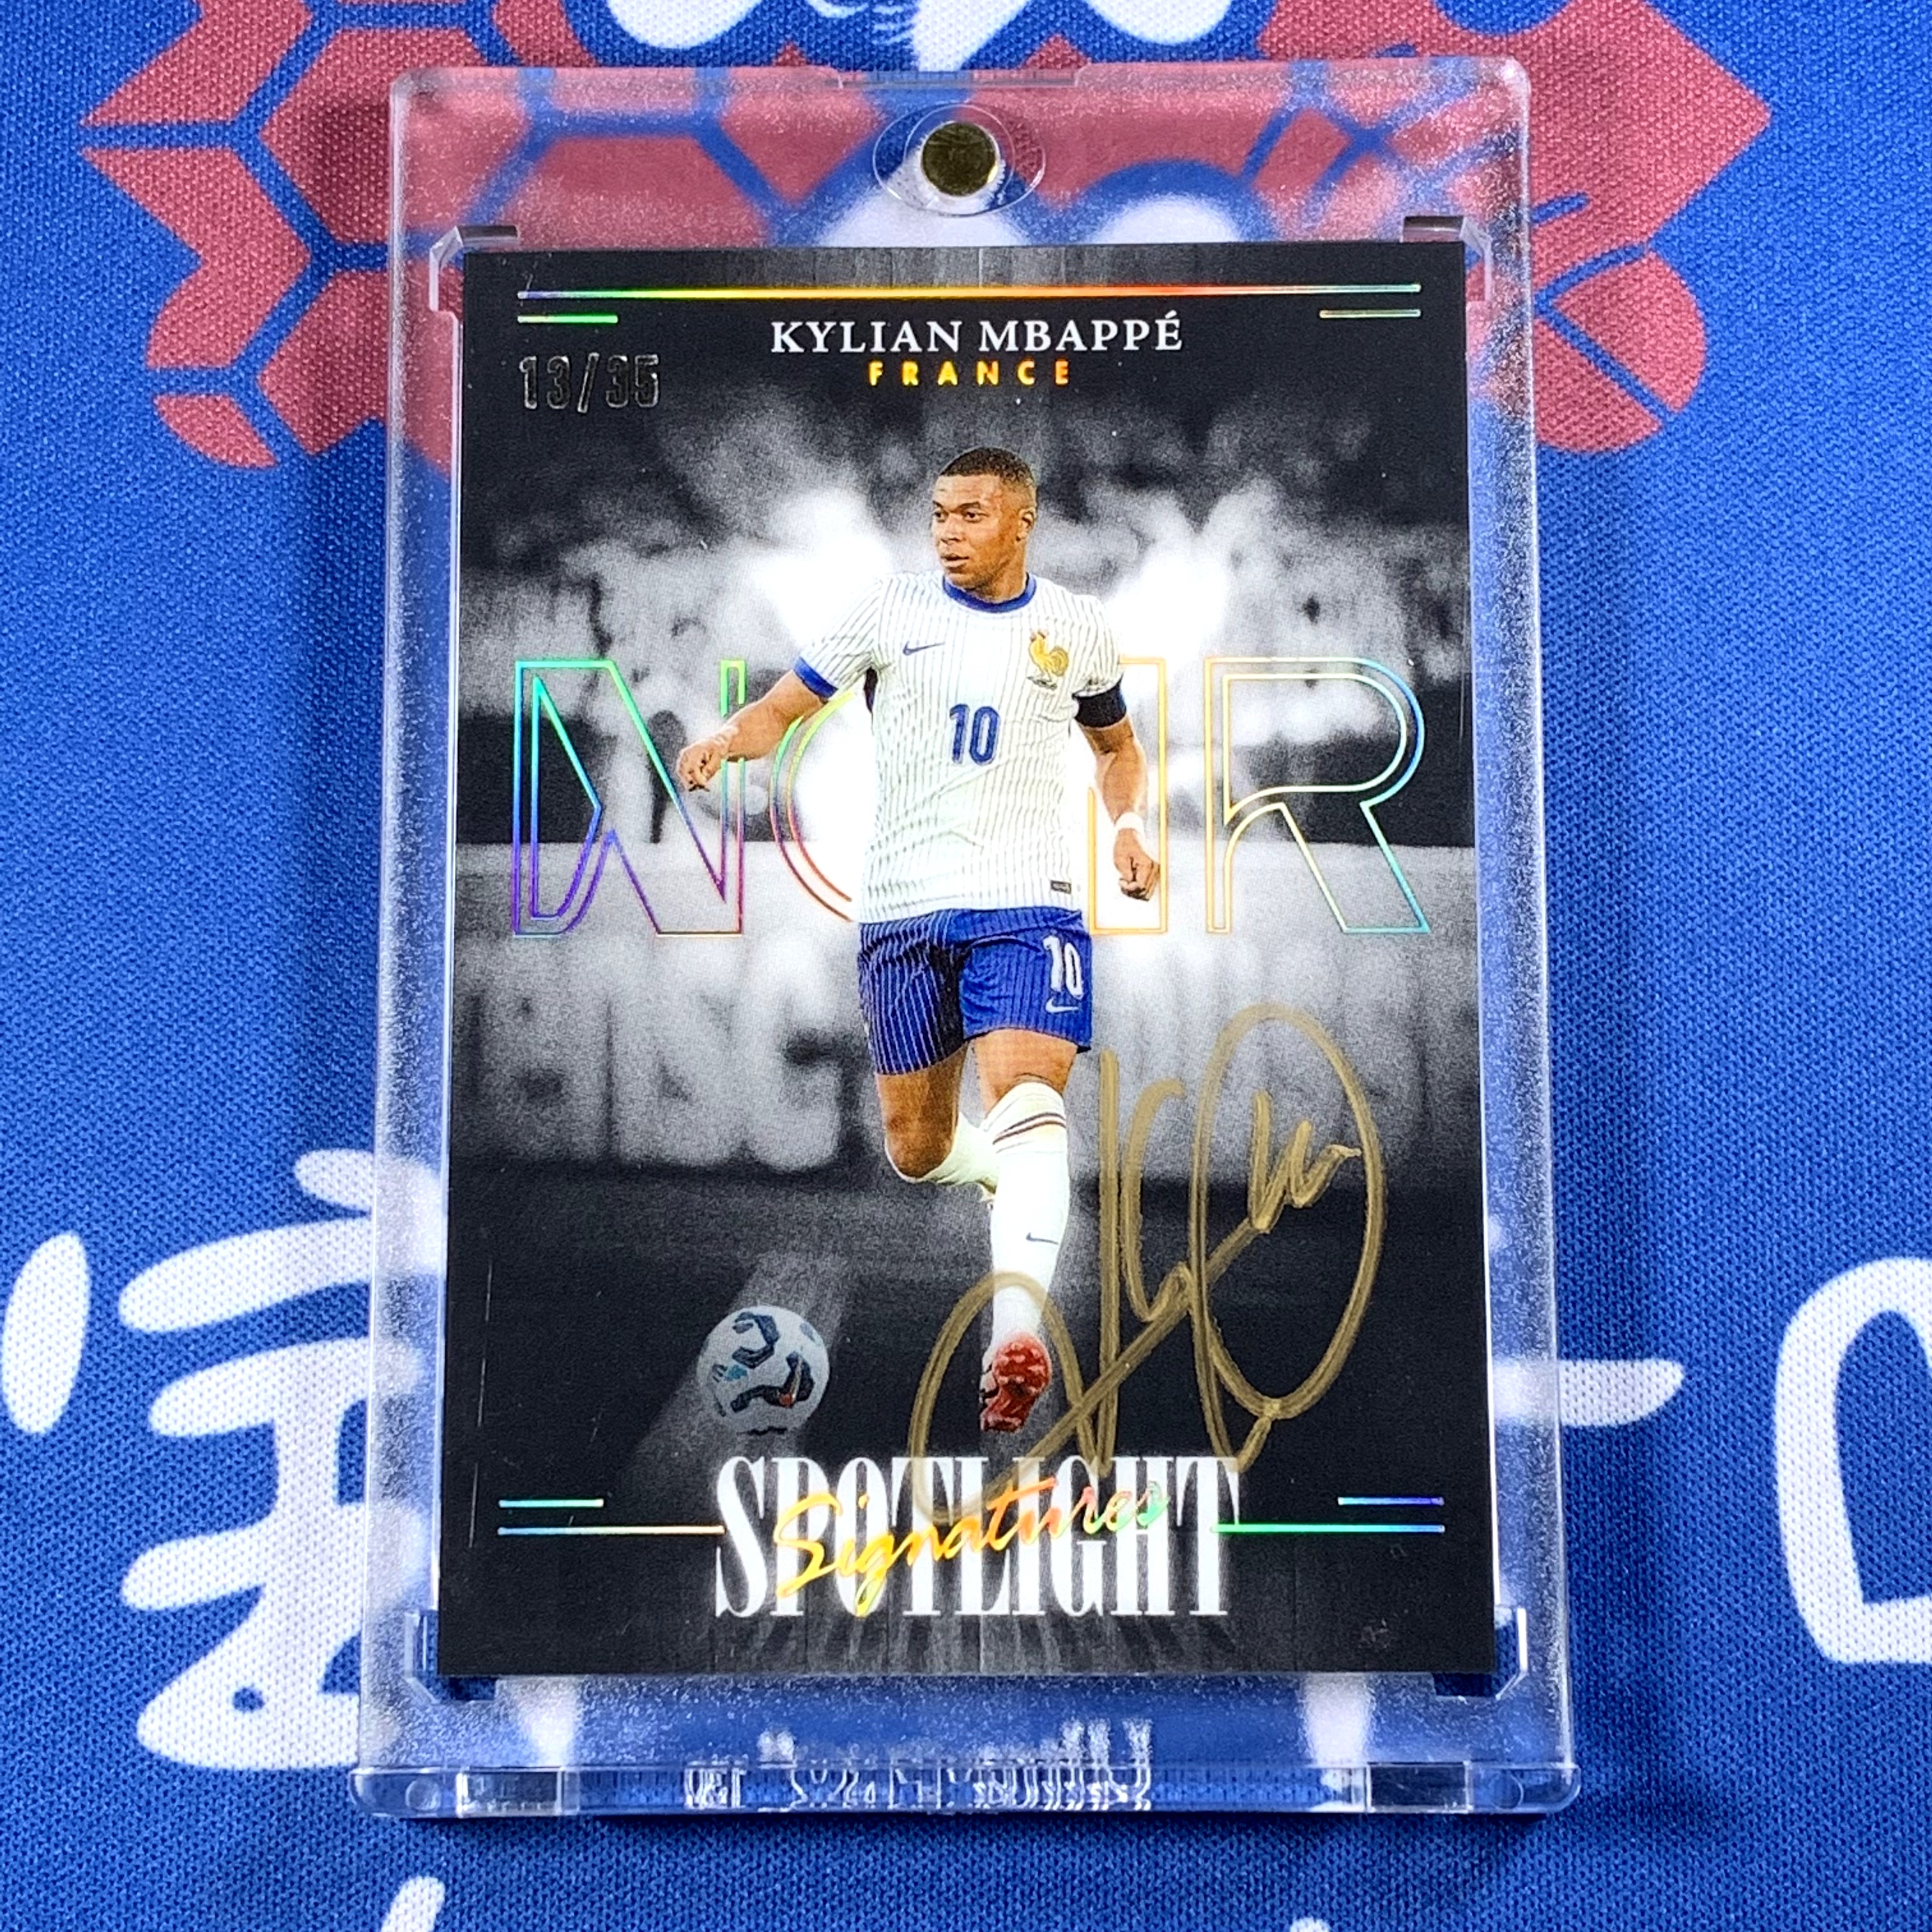 KYLIAN MBAPPÉ
FRANCE
13/35
NOIR
10
10
SPOTLIGHT
Signatures